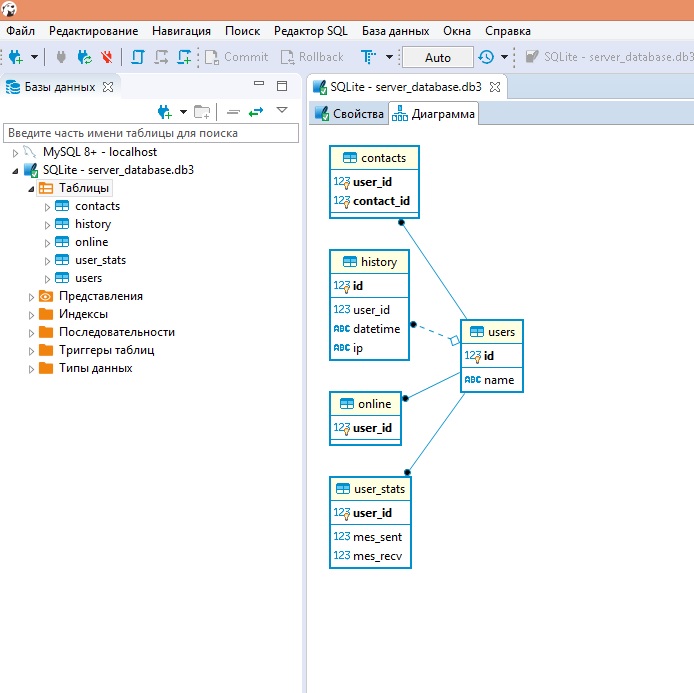 Файл Редактирование Навигация Поиск Редактор SQL База данных Окна Справка
Commit Rollback Auto SQLite - server_database.db3
Базы данных
Введите часть имени таблицы для поиска
MySQL 8+ - localhost
SQLite - server_database.db3
Таблицы
contacts
history
online
user_stats
users
Представления
Индексы
Последовательности
Триггеры таблиц
Типы данных
SQLite - server_database.db3
Свойства Диаграмма
contacts
123 user_id
123 contact_id
history
123 id
123 user_id
ABC datetime
ABC ip
users
123 id
ABC name
online
123 user_id
user_stats
123 user_id
123 mes_sent
123 mes_recv